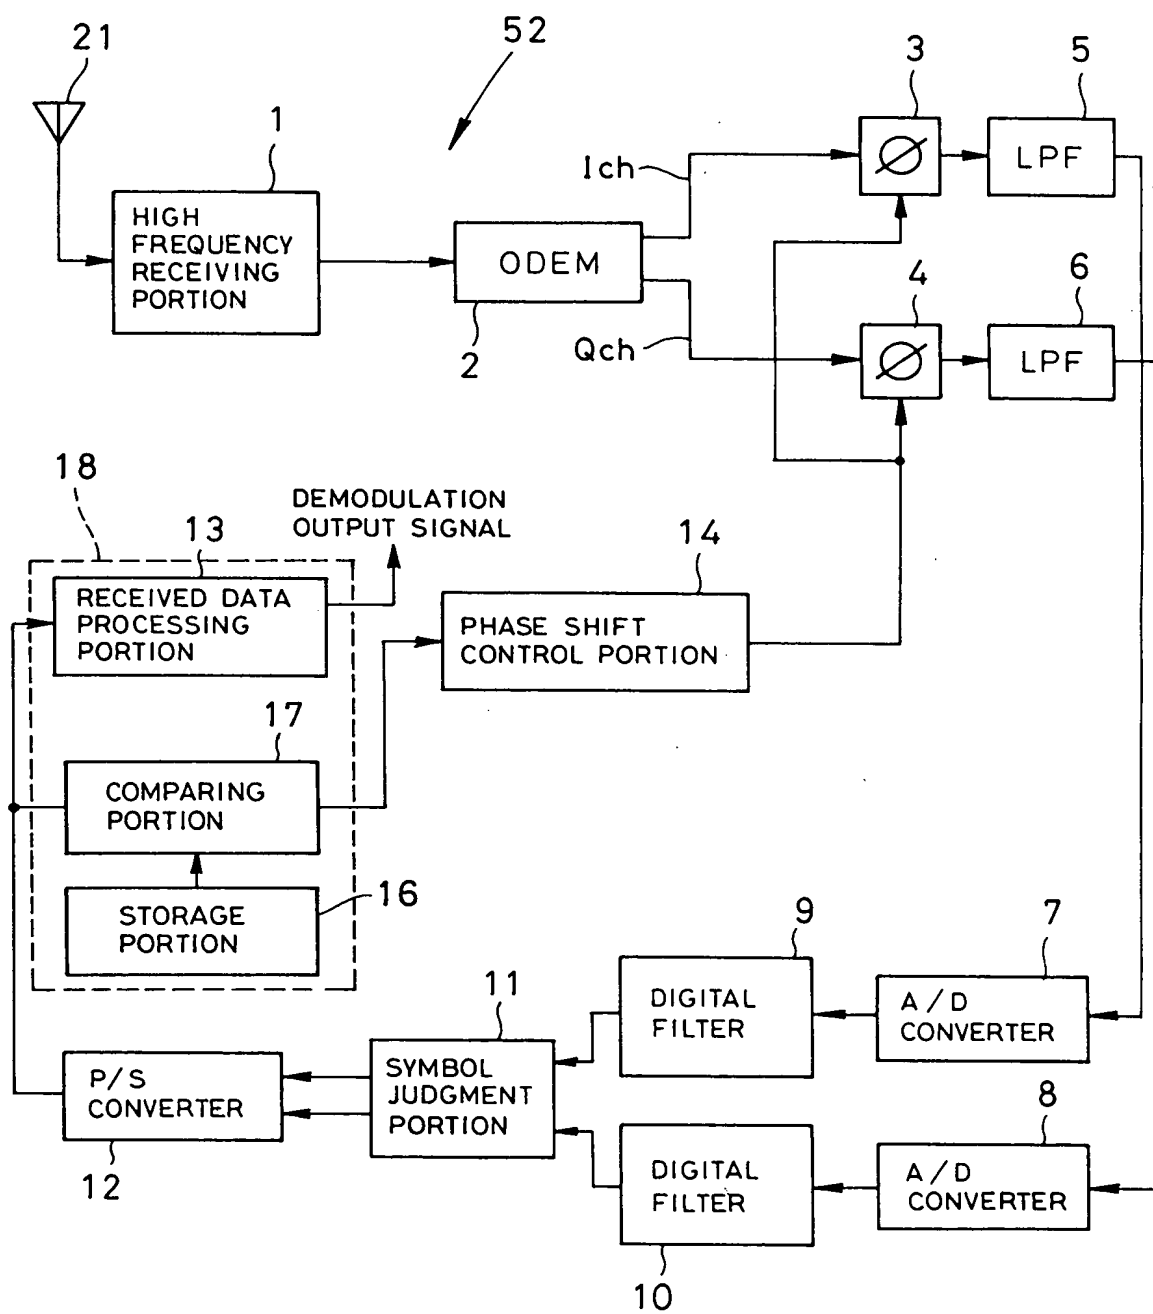 21
52
3
5
1
Ich
LPF
HIGH
FREQUENCY
RECEIVING
PORTION
ODEM
4
6
2
Qch
LPF
18
DEMODULATION
OUTPUT SIGNAL
13
14
RECEIVED DATA
PROCESSING
PORTION
PHASE SHIFT
CONTROL PORTION
17
COMPARING
PORTION
16
STORAGE
PORTION
9
7
11
DIGITAL
FILTER
A/D
CONVERTER
P/S
CONVERTER
SYMBOL
JUDGMENT
PORTION
8
12
DIGITAL
FILTER
A/D
CONVERTER
10